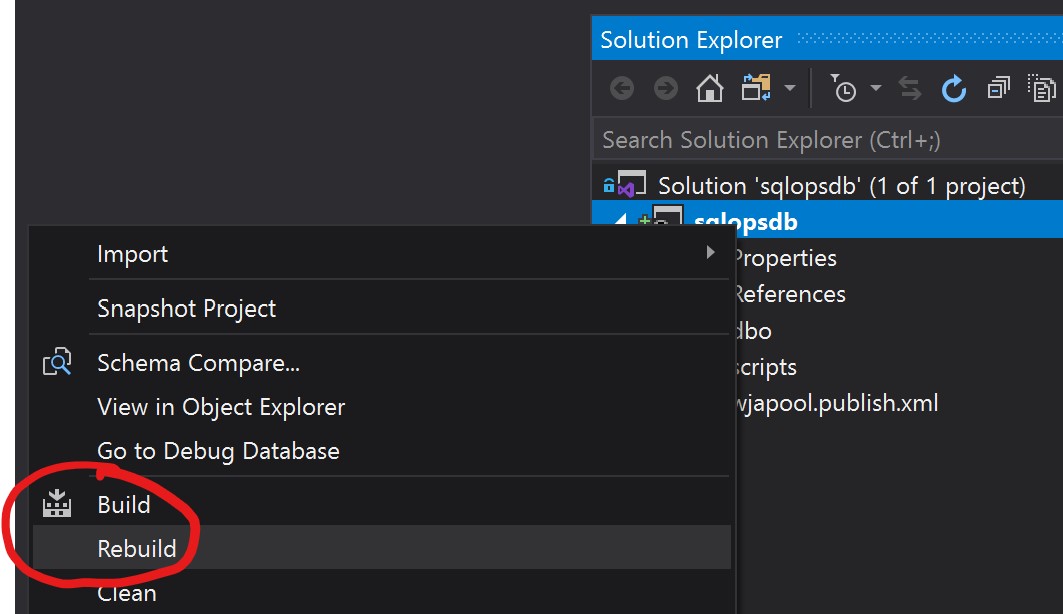 Solution Explorer
Search Solution Explorer (Ctrl+;)
Solution 'sqlopsdb' (1 of 1 project)
sqlopsdb
Properties
References
dbo
scripts
wjapool.publish.xml
Import
Snapshot Project
Schema Compare...
View in Object Explorer
Go to Debug Database
Build
Rebuild
Clean